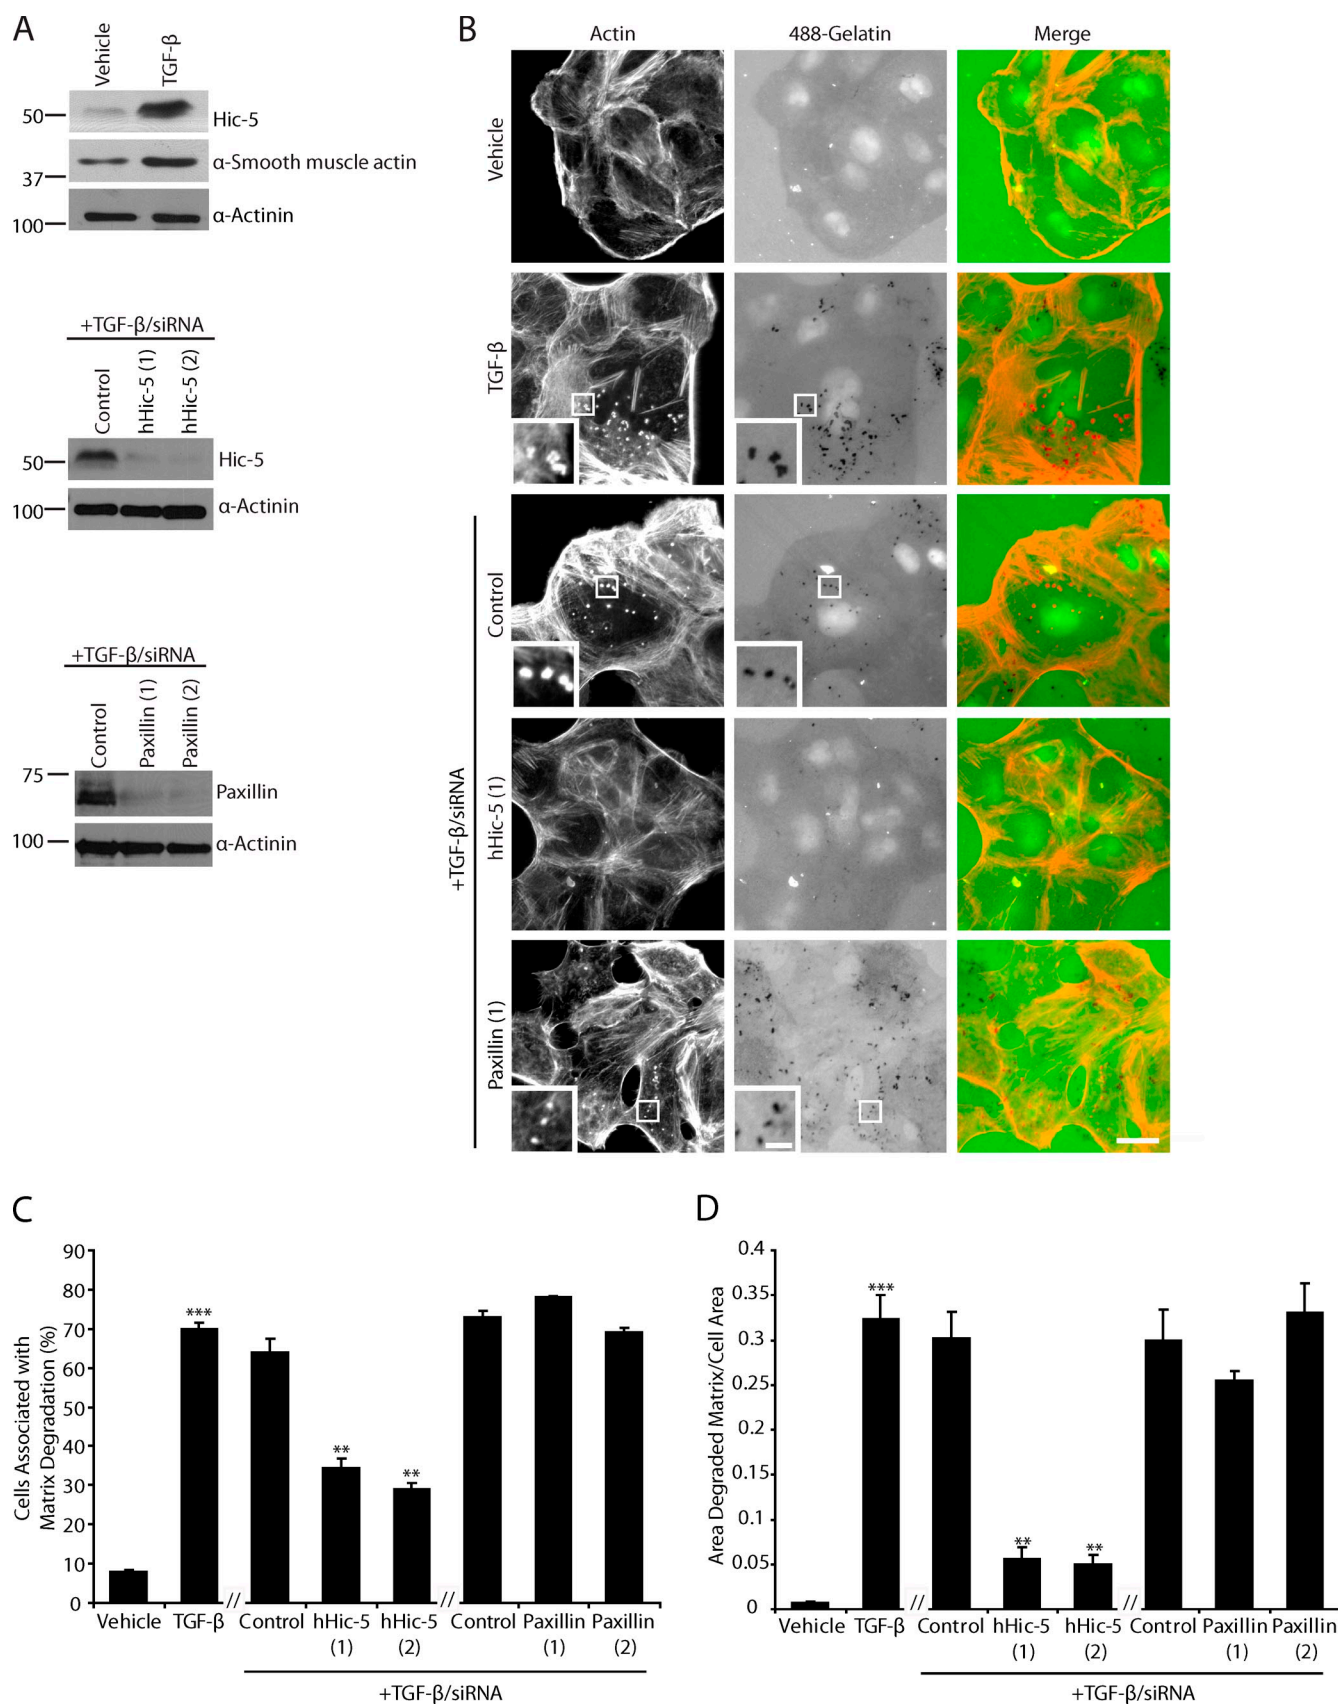 A
Vehicle
TGF-β
50
Hic-5
α-Smooth muscle actin
37
α-Actinin
100
+TGF-β/siRNA
Control
hHic-5 (1)
hHic-5 (2)
50
Hic-5
100
α-Actinin
+TGF-β/siRNA
Control
Paxillin (1)
Paxillin (2)
75
Paxillin
100
α-Actinin
B
Actin
488-Gelatin
Merge
Vehicle
TGF-β
+TGF-β/siRNA
Control
hHic-5 (1)
Paxillin (1)
C
Cells Associated with
Matrix Degradation (%)
90
80
70
60
50
40
30
20
10
0
***
**
**
//
//
Vehicle TGF-β Control hHic-5 hHic-5 Control Paxillin Paxillin
(1) (2) (1) (2)
+TGF-β/siRNA
D
Area Degraded Matrix/Cell Area
0.4
0.35
0.3
0.25
0.2
0.15
0.1
0.05
0
***
**
**
//
//
Vehicle TGF-β Control hHic-5 hHic-5 Control Paxillin Paxillin
(1) (2) (1) (2)
+TGF-β/siRNA